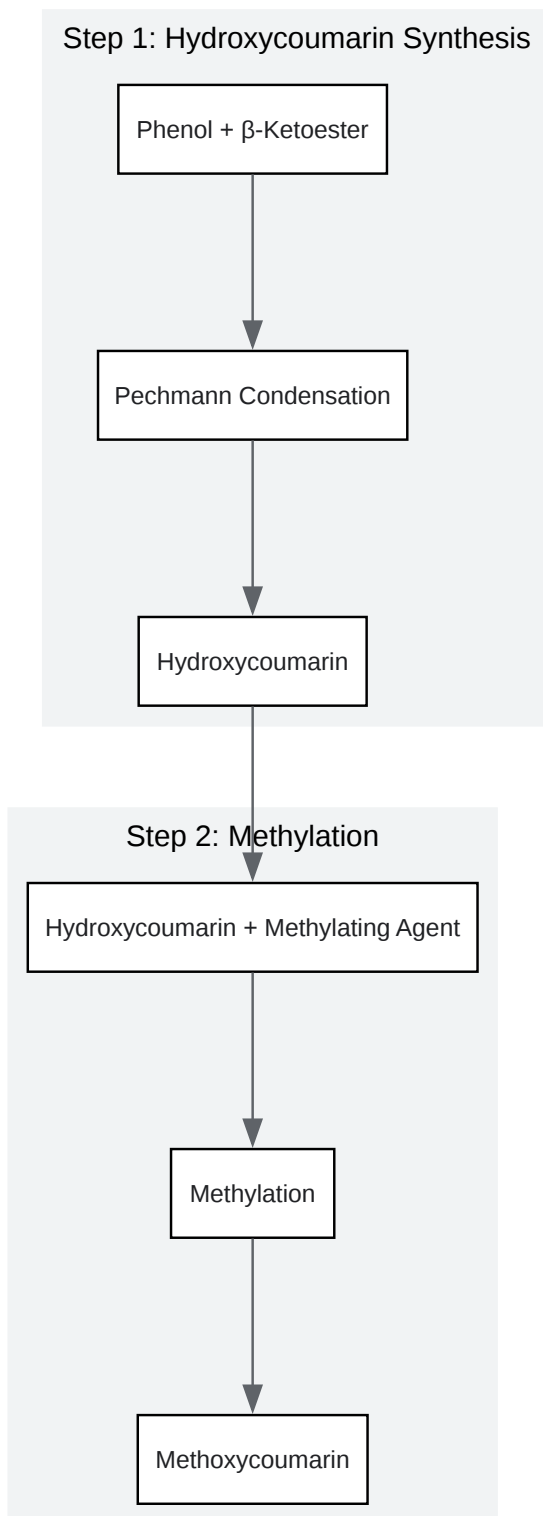 Step 1: Hydroxycoumarin Synthesis
Phenol + β-Ketoester
Pechmann Condensation
Hydroxycoumarin
Step 2: Methylation
Hydroxycoumarin + Methylating Agent
Methylation
Methoxycoumarin